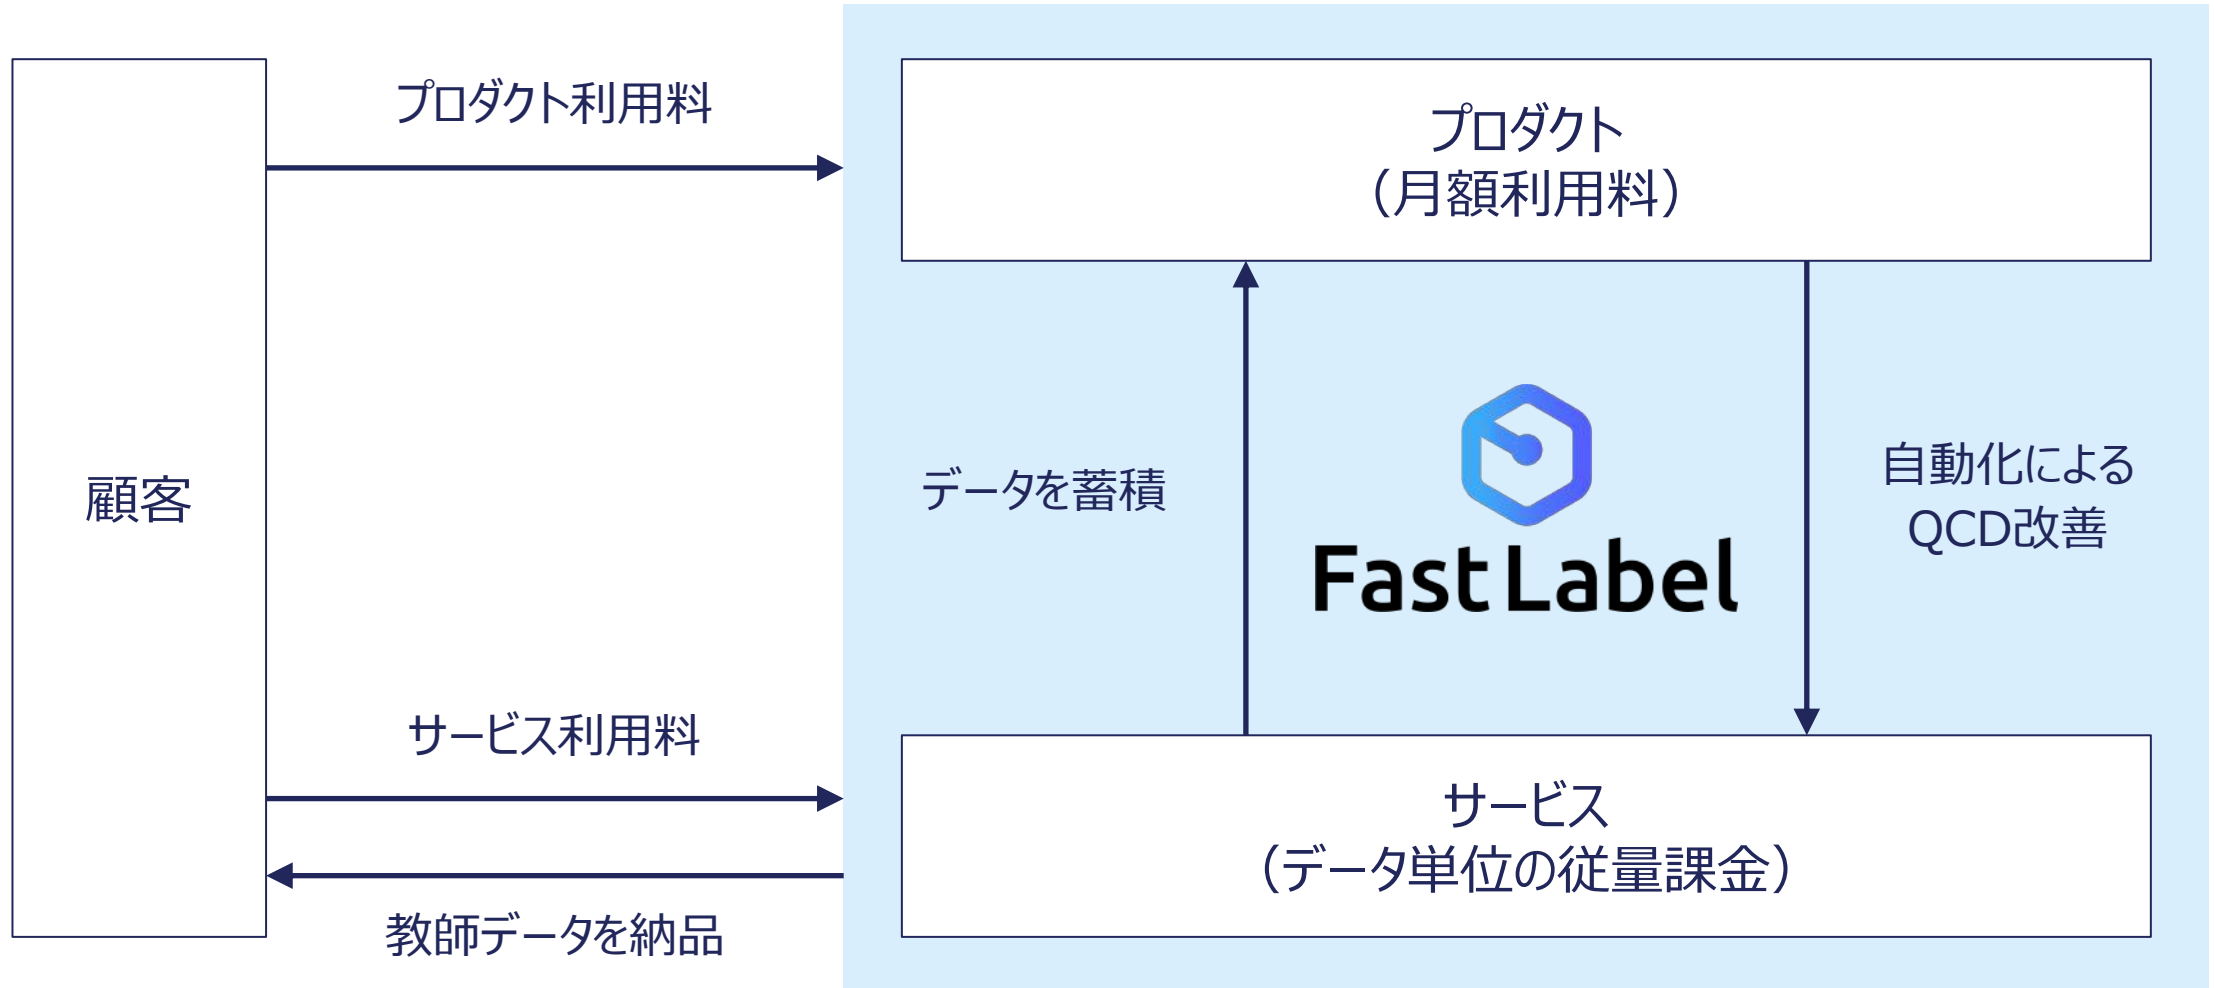 プロダクト利用料
プロダクト
（月額利用料）
顧客
データを蓄積
FastLabel
自動化による
QCD改善
サービス利用料
サービス
（データ単位の従量課金）
教師データを納品